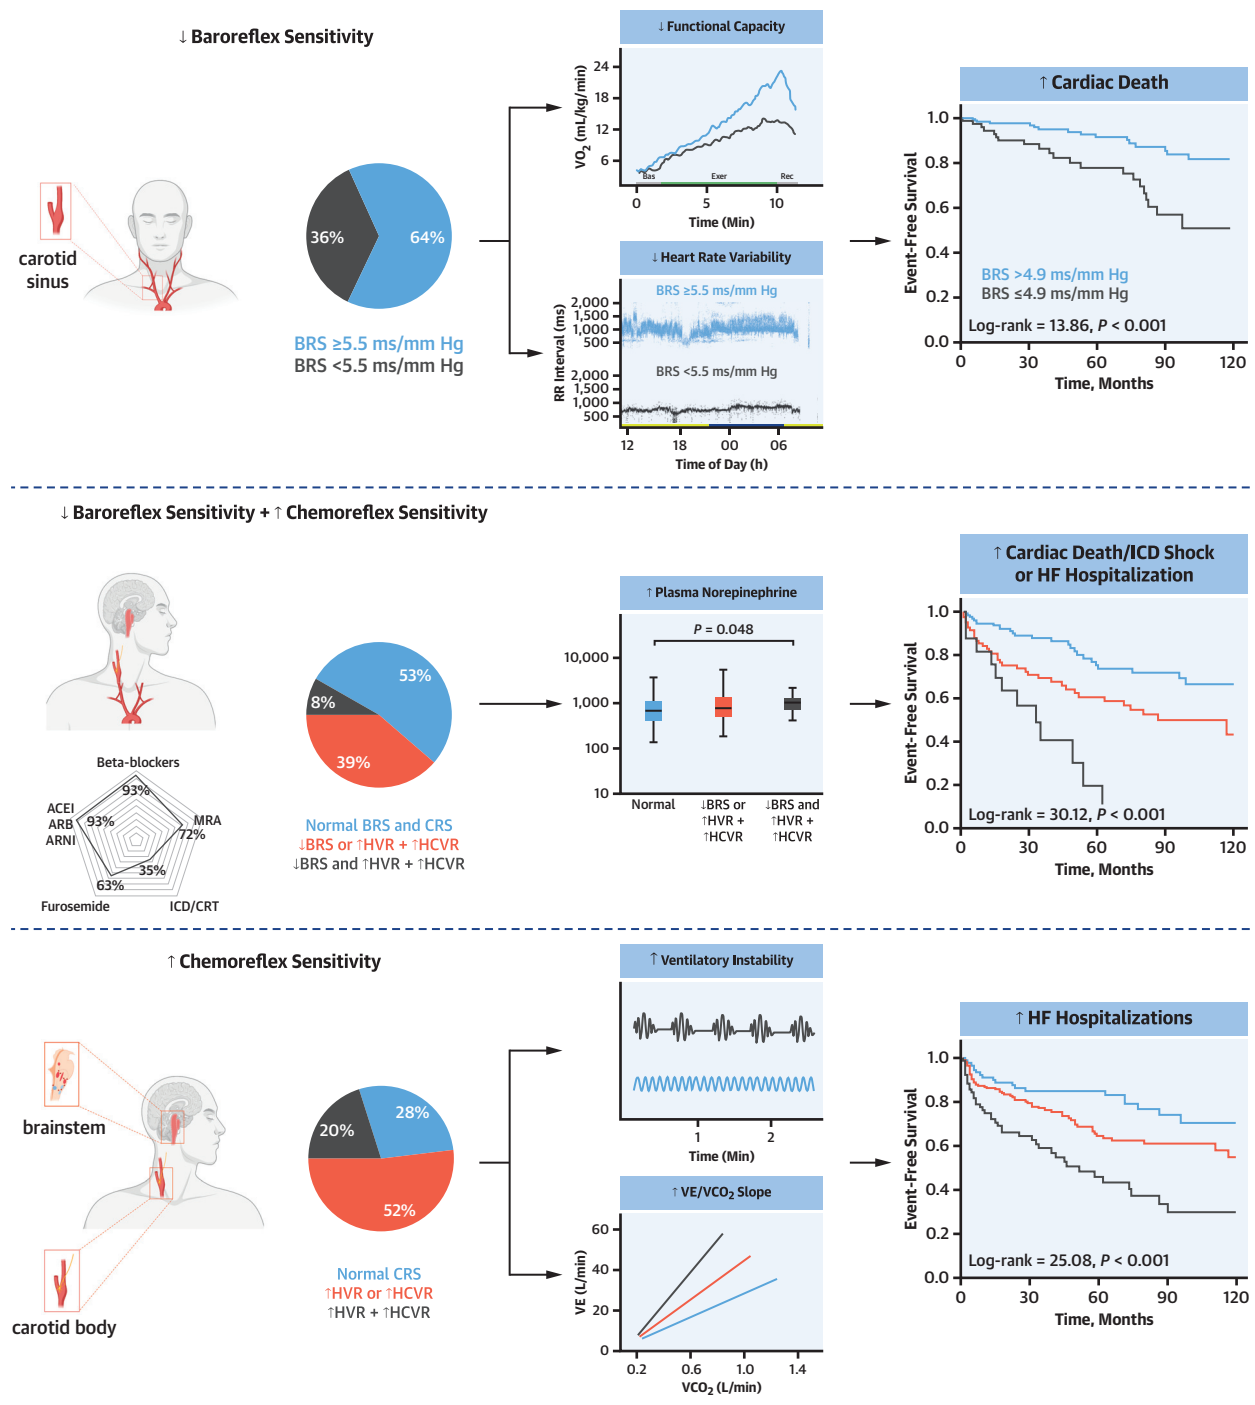 ↓ Baroreflex Sensitivity
carotid
sinus
36%
64%
BRS ≥5.5 ms/mm Hg
BRS <5.5 ms/mm Hg
↓ Functional Capacity
VO2 (mL/kg/min)
24
18
12
6
Bas
Exer
Rec
0
5
10
Time (Min)
↓ Heart Rate Variability
BRS ≥5.5 ms/mm Hg
RR Interval (ms)
2,000
1,500
1,000
500
BRS <5.5 ms/mm Hg
2,000
1,500
1,000
500
12
18
00
06
Time of Day (h)
↑ Cardiac Death
Event-Free Survival
1.0
0.8
0.6
0.4
0.2
0.0
BRS >4.9 ms/mm Hg
BRS ≤4.9 ms/mm Hg
Log-rank = 13.86, P < 0.001
0
30
60
90
120
Time, Months
↓ Baroreflex Sensitivity + ↑ Chemoreflex Sensitivity
Beta-blockers
93%
ACEI
ARB
ARNI
93%
MRA
72%
35%
63%
Furosemide
ICD/CRT
53%
8%
39%
Normal BRS and CRS
↓BRS or ↑HVR + ↑HCVR
↓BRS and ↑HVR + ↑HCVR
↑ Plasma Norepinephrine
P = 0.048
10,000
1,000
100
10
Normal
↓BRS or
↑HVR +
↑HCVR
↓BRS and
↑HVR +
↑HCVR
↑ Cardiac Death/ICD Shock
or HF Hospitalization
Event-Free Survival
1.0
0.8
0.6
0.4
0.2
0.0
Log-rank = 30.12, P < 0.001
0
30
60
90
120
Time, Months
↑ Chemoreflex Sensitivity
brainstem
carotid body
20%
28%
52%
Normal CRS
↑HVR or ↑HCVR
↑HVR + ↑HCVR
↑ Ventilatory Instability
1
2
Time (Min)
↑ VE/VCO2 Slope
VE (L/min)
60
40
20
0
0.2
0.6
1.0
1.4
VCO2 (L/min)
↑ HF Hospitalizations
Event-Free Survival
1.0
0.8
0.6
0.4
0.2
0.0
Log-rank = 25.08, P < 0.001
0
30
60
90
120
Time, Months